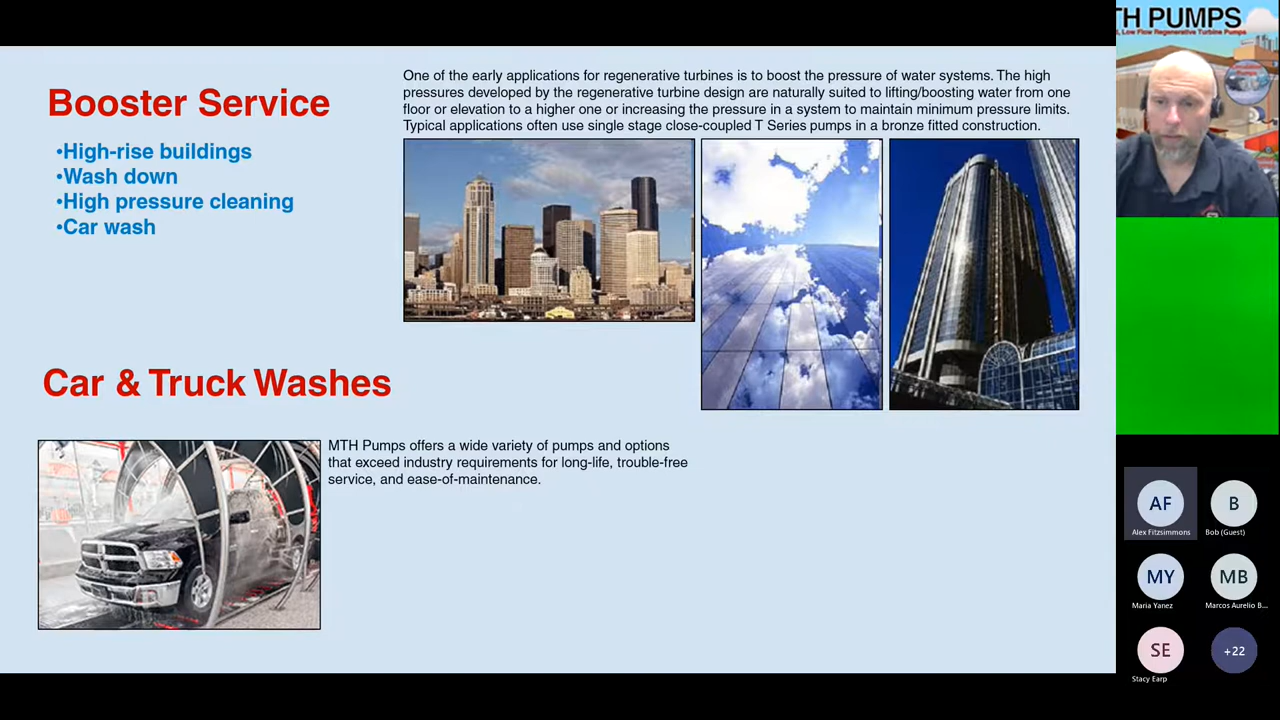 Booster Service
•High-rise buildings
•Wash down
•High pressure cleaning
•Car wash
One of the early applications for regenerative turbines is to boost the pressure of water systems. The high
pressures developed by the regenerative turbine design are naturally suited to lifting/boosting water from one
floor or elevation to a higher one or increasing the pressure in a system to maintain minimum pressure limits.
Typical applications often use single stage close-coupled T Series pumps in a bronze fitted construction.
Car & Truck Washes
MTH Pumps offers a wide variety of pumps and options
that exceed industry requirements for long-life, trouble-free
service, and ease-of-maintenance.
TH PUMPS
, Low Flow Regenerative Turbine Pumps
AF
Alex Fitzsimmons
B
Bob (Guest)
MY
Maria Yanez
MB
Marcos Aurelio B...
SE
Stacy Earp
+22